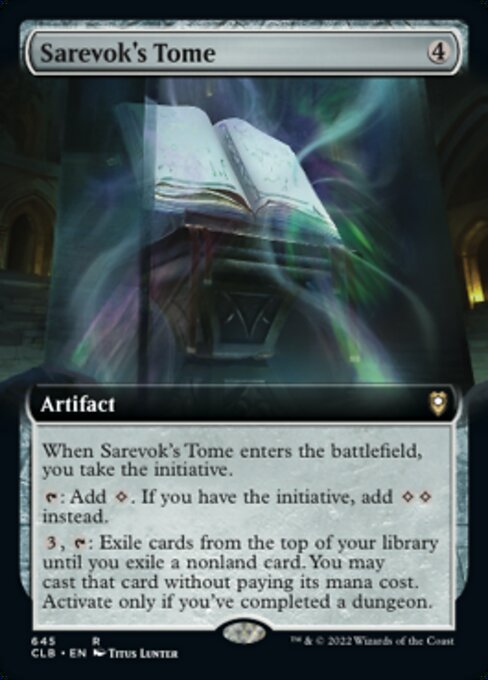 Sarevok's Tome 4
Artifact
When Sarevok's Tome enters the battlefield,
you take the initiative.
: Add . If you have the initiative, add
instead.
3, : Exile cards from the top of your library
until you exile a nonland card. You may
cast that card without paying its mana cost.
Activate only if you've completed a dungeon.
645 R
CLB • EN Titus Lunter
™ & © 2022 Wizards of the Coast